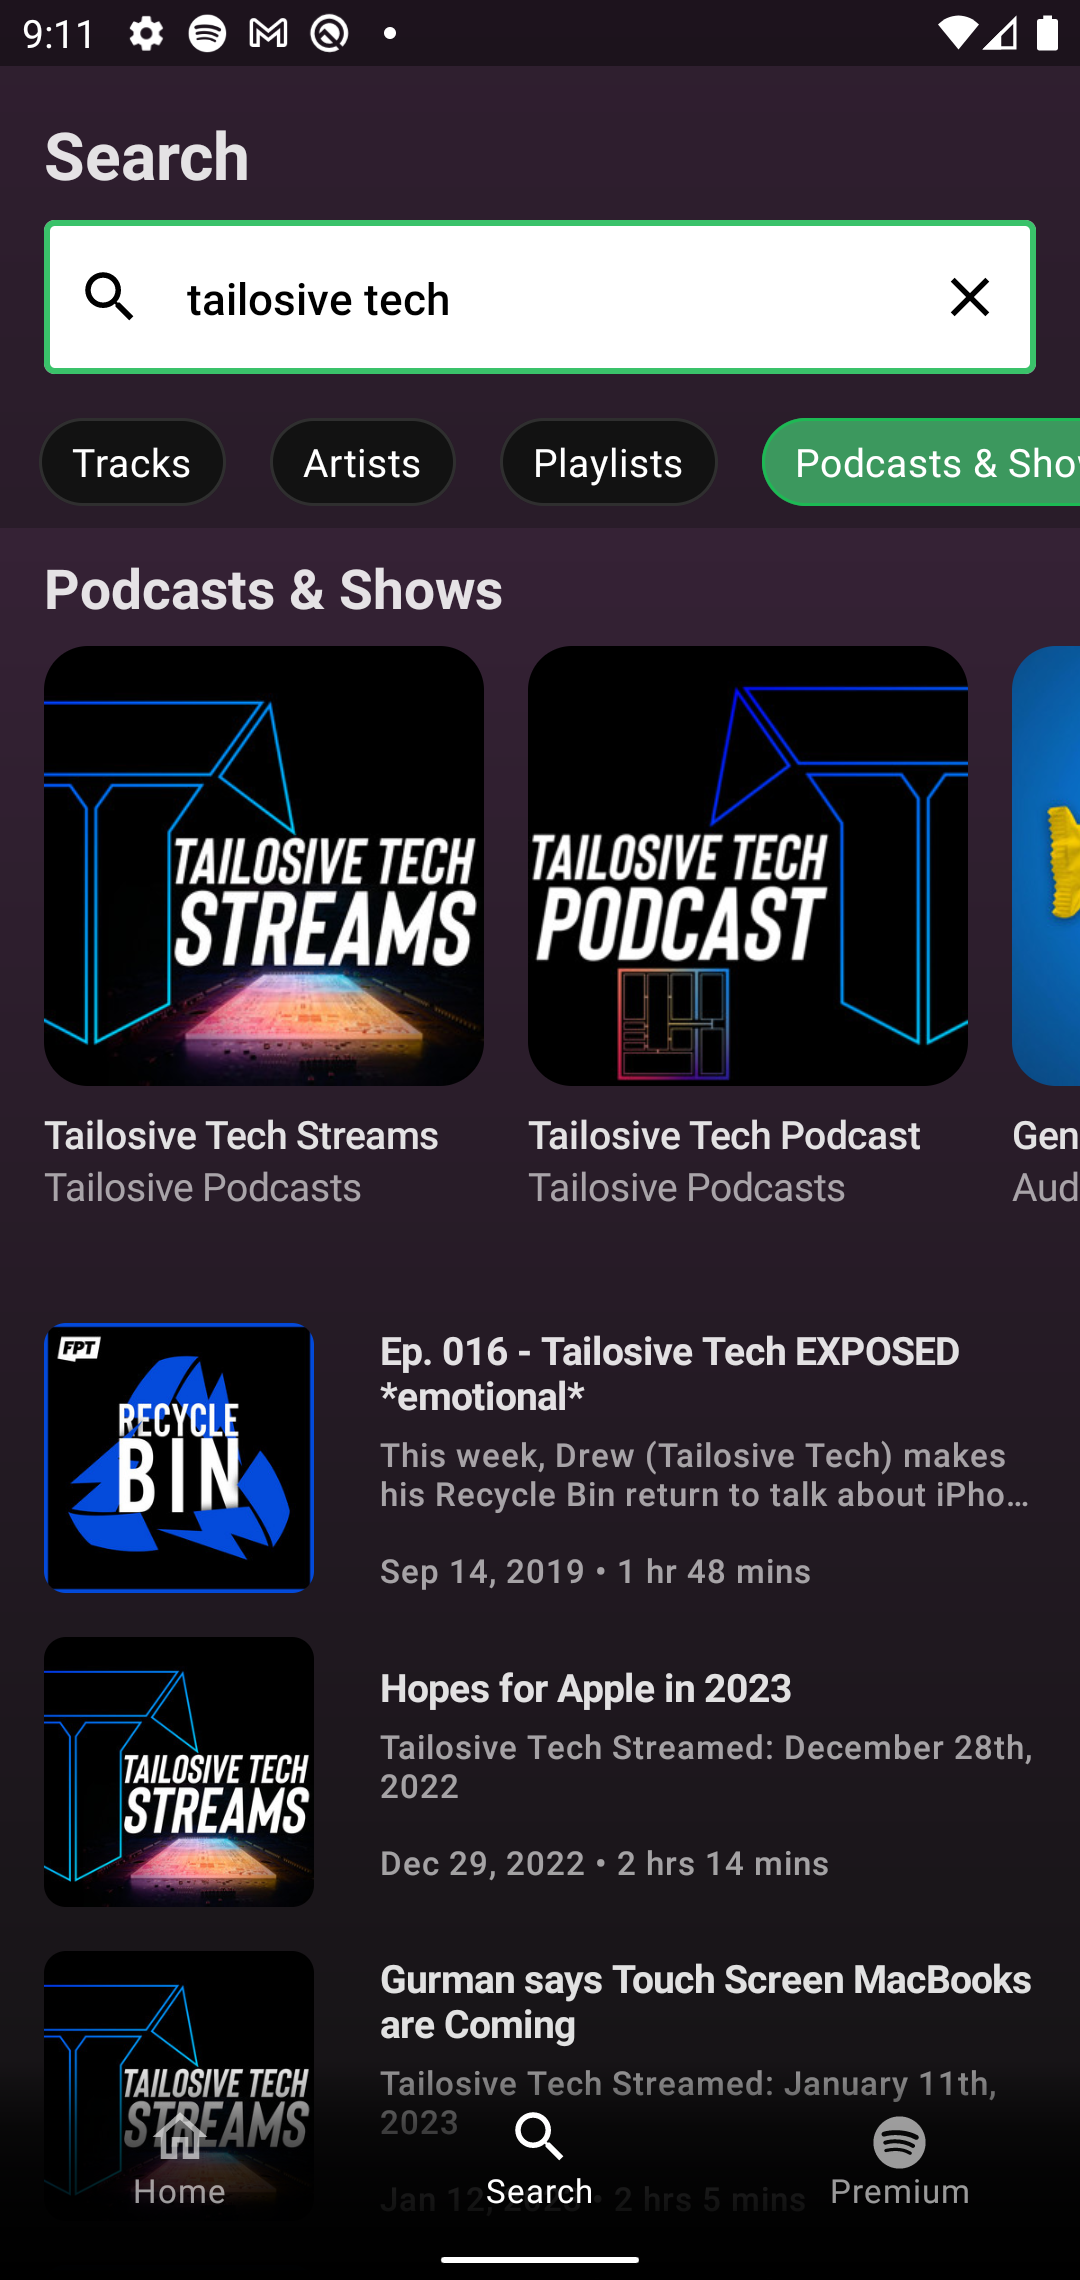 9:11
Search
tailosive tech
Tracks
Artists
Playlists
Podcasts & Sho
Podcasts & Shows
TAILOSIVE TECH
STREAMS
TAILOSIVE TECH
PODCAST
Tailosive Tech Streams
Tailosive Podcasts
Tailosive Tech Podcast
Tailosive Podcasts
Gen
Aud
FPT
RECYCLE
BIN
Ep. 016 - Tailosive Tech EXPOSED
*emotional*
This week, Drew (Tailosive Tech) makes
his Recycle Bin return to talk about iPho…
Sep 14, 2019 • 1 hr 48 mins
TAILOSIVE TECH
STREAMS
Hopes for Apple in 2023
Tailosive Tech Streamed: December 28th,
2022
Dec 29, 2022 • 2 hrs 14 mins
TAILOSIVE TECH
STREAMS
Gurman says Touch Screen MacBooks
are Coming
Tailosive Tech Streamed: January 11th,
2023
Jan 12, 2023 • 2 hrs 5 mins
Home
Search
Premium